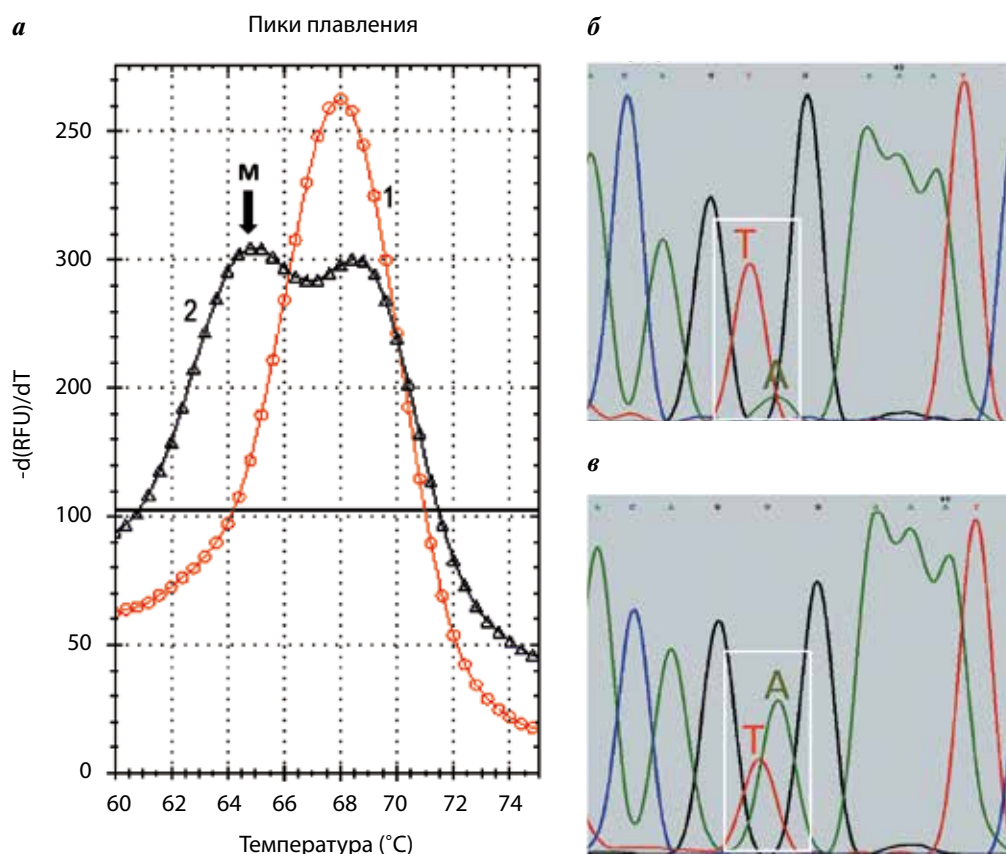 а
Пики плавления
250
300
200
100
50
0
-d(RFU)/dT
60 62 64 66 68 70 72 74
Температура (°C)
м
1
2
б
T
A
в
A C A
A A A T
A
T